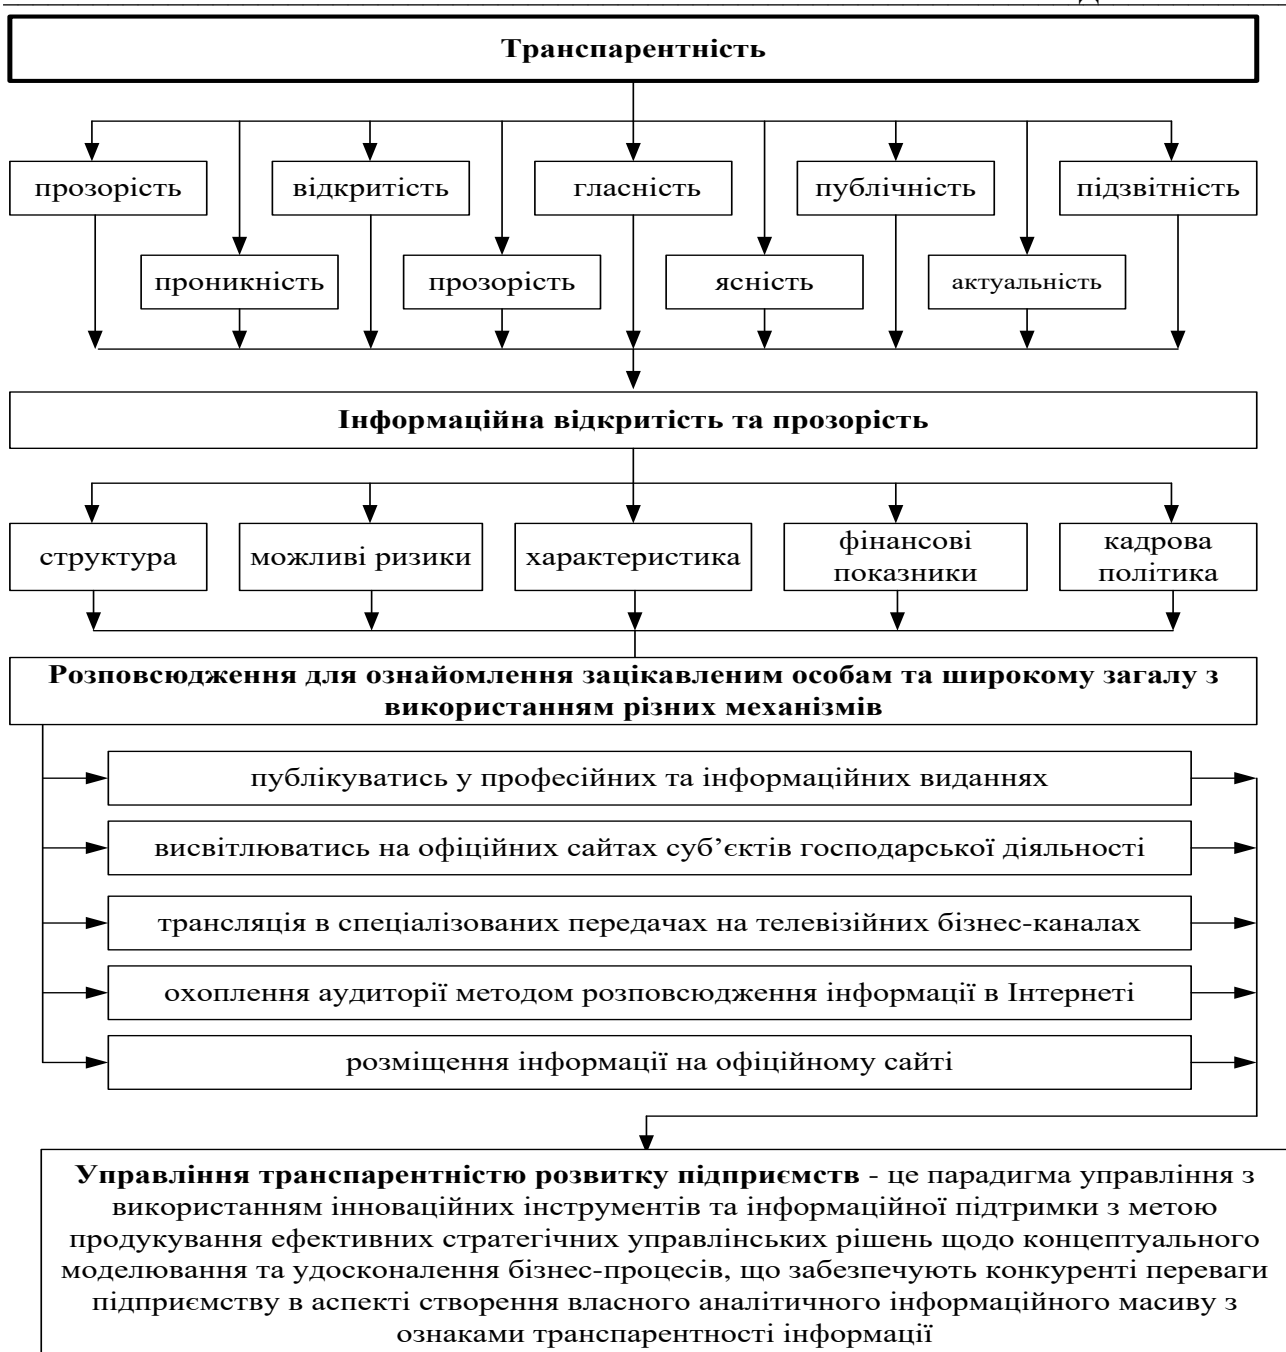 Транспарентність
прозорість
відкритість
гласність
публічність
підзвітність
проникність
прозорість
ясність
актуальність
Інформаційна відкритість та прозорість
структура
можливі ризики
характеристика
фінансові
показники
кадрова
політика
Розповсюдження для ознайомлення зацікавленим особам та широкому загалу з
використанням різних механізмів
публікуватись у професійних та інформаційних виданнях
висвітлюватись на офіційних сайтах суб’єктів господарської діяльності
трансляція в спеціалізованих передачах на телевізійних бізнес-каналах
охоплення аудиторії методом розповсюдження інформації в Інтернеті
розміщення інформації на офіційному сайті
Управління транспарентністю розвитку підприємств - це парадигма управління з
використанням інноваційних інструментів та інформаційної підтримки з метою
продукування ефективних стратегічних управлінських рішень щодо концептуального
моделювання та удосконалення бізнес-процесів, що забезпечують конкуренті переваги
підприємству в аспекті створення власного аналітичного інформаційного масиву з
ознаками транспарентності інформації